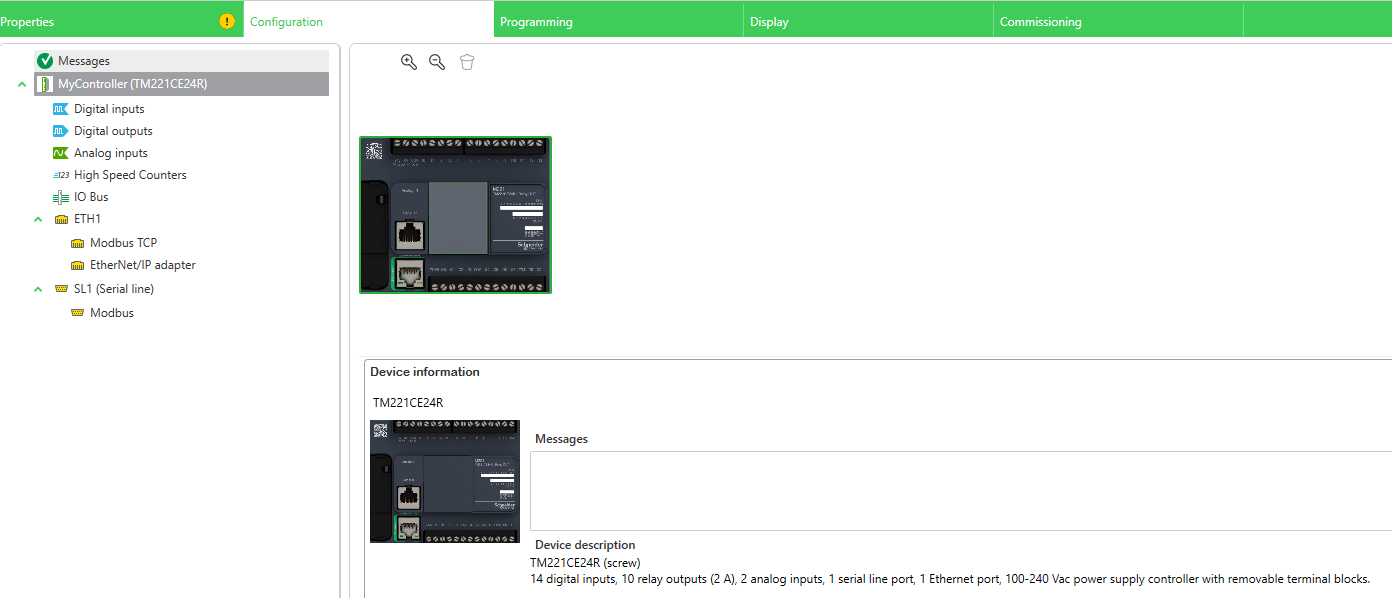 Properties
Configuration
Programming
Display
Commissioning
Messages
MyController (TM221CE24R)
Digital inputs
Digital outputs
Analog inputs
High Speed Counters
IO Bus
ETH1
Modbus TCP
EtherNet/IP adapter
SL1 (Serial line)
Modbus
M221
Schneider
Device information
TM221CE24R
Messages
Device description
TM221CE24R (screw)
14 digital inputs, 10 relay outputs (2 A), 2 analog inputs, 1 serial line port, 1 Ethernet port, 100-240 Vac power supply controller with removable terminal blocks.